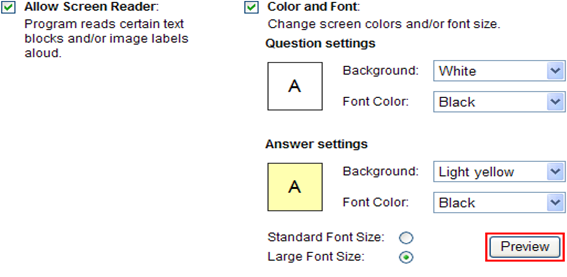 Allow Screen Reader:
Program reads certain text
blocks and/or image labels
aloud.
Color and Font:
Change screen colors and/or font size.
Question settings
A
Background: White
Font Color: Black
Answer settings
A
Background: Light yellow
Font Color: Black
Standard Font Size:
Large Font Size:
Preview